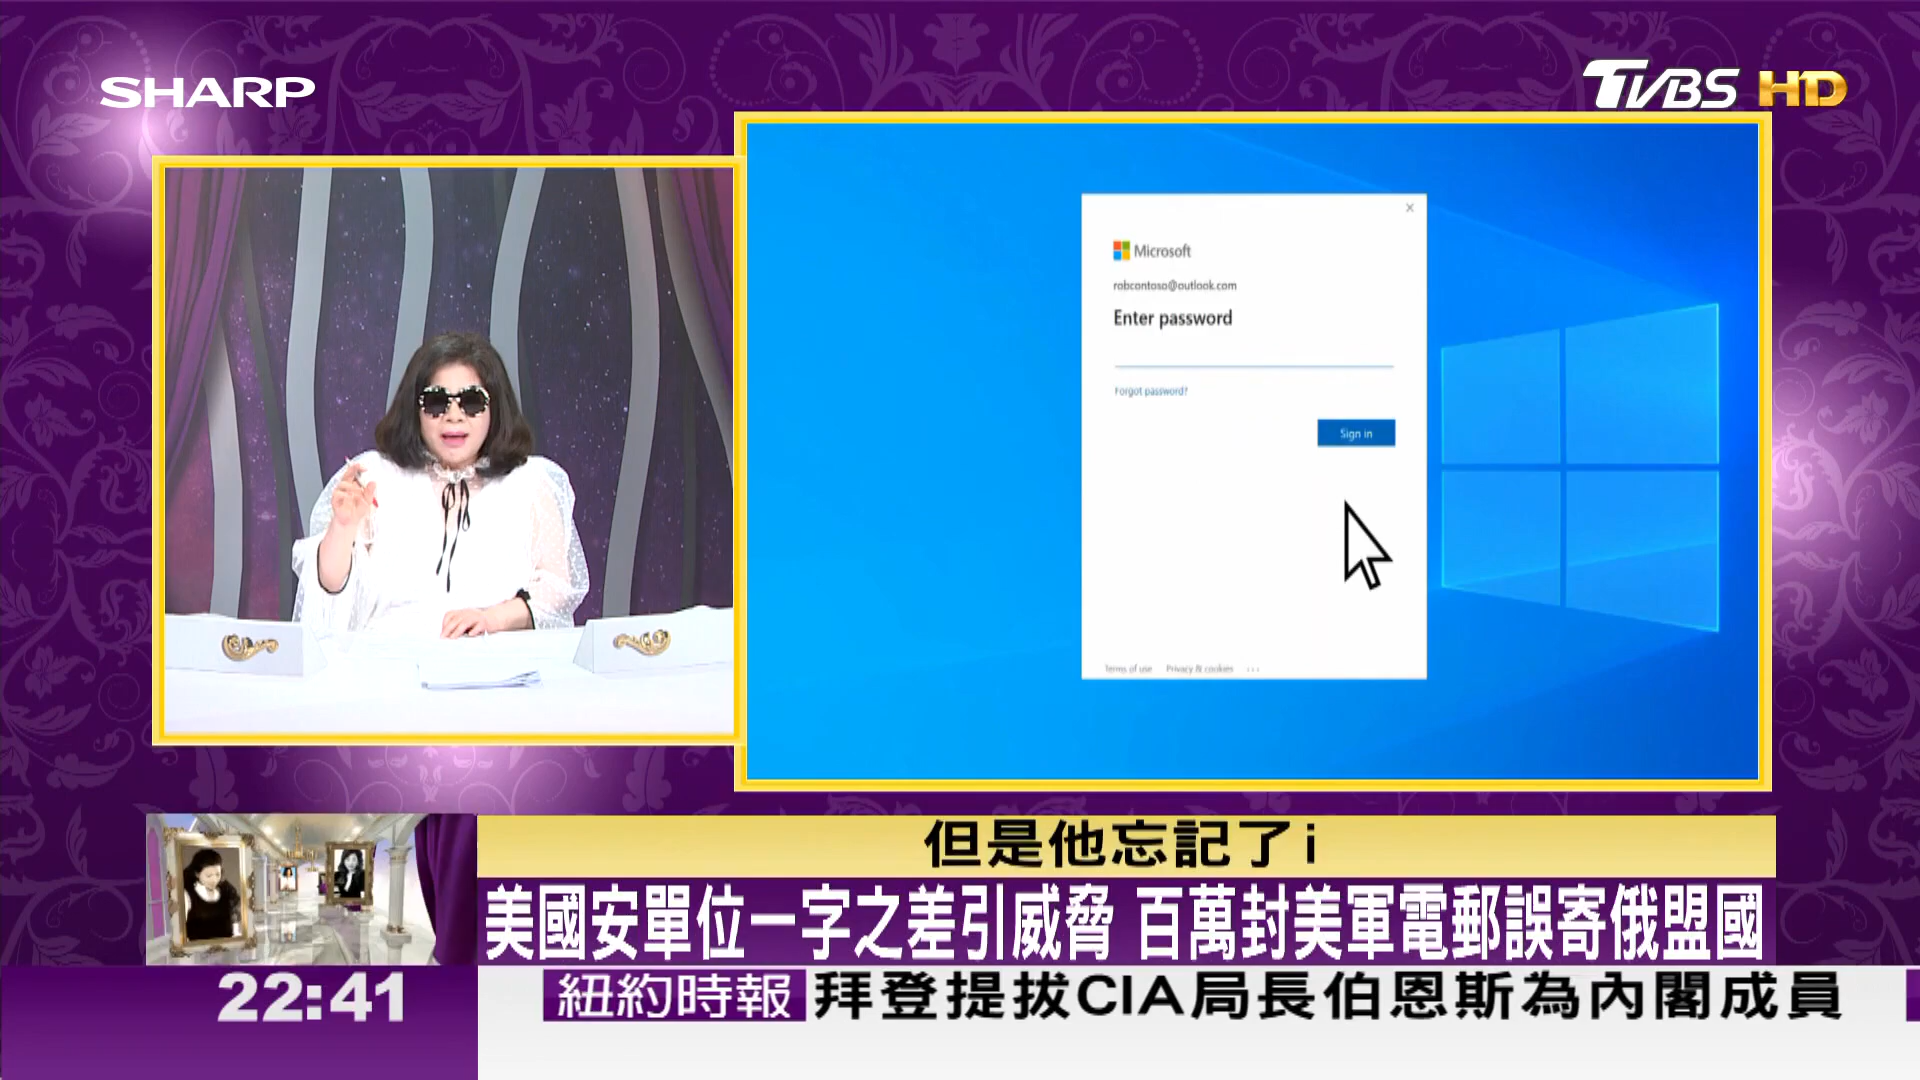 SHARP
TVBS HD
Microsoft
robcontoso@outlook.com
Enter password
Forgot password?
Sign in
Terms of use Privacy & cookies ...
但是他忘記了i
美國安單位一字之差引威脅 百萬封美軍電郵誤寄俄盟國
22:41
紐約時報 拜登提拔CIA局長伯恩斯為內閣成員